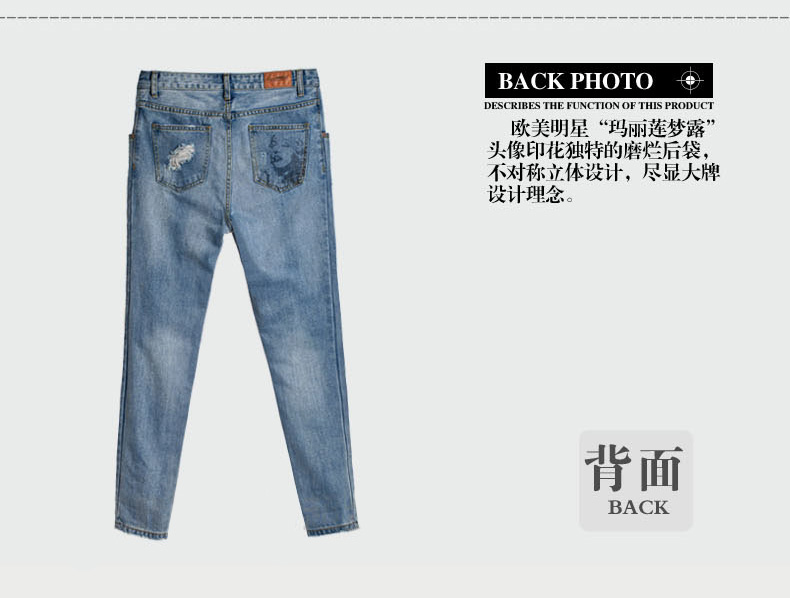 BACK PHOTO
DESCRIBES THE FUNCTION OF THIS PRODUCT
欧美明星“玛丽莲梦露”
头像印花独特的磨烂后袋，
不对称立体设计，尽显大牌
设计理念。
背面
BACK